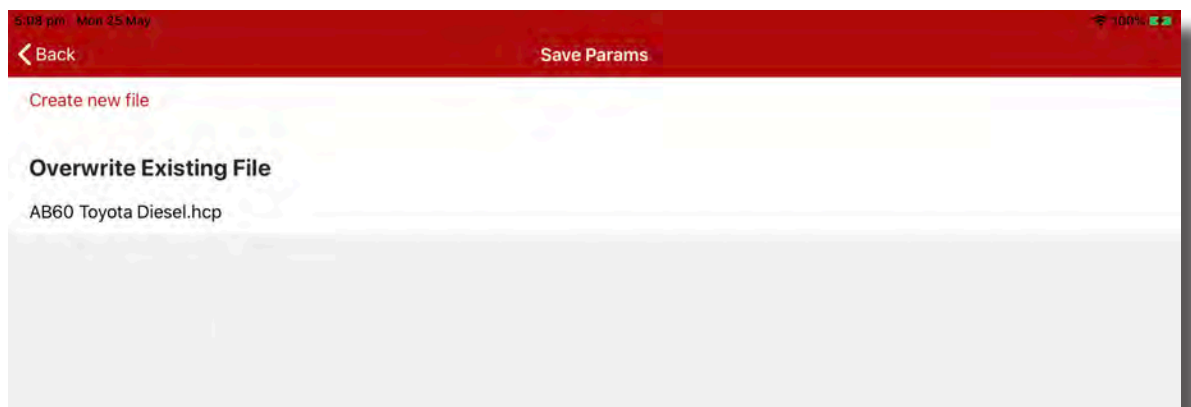 5:08 pm Mon 25 May 100%
Back Save Params
Create new file
Overwrite Existing File
AB60 Toyota Diesel.hcp